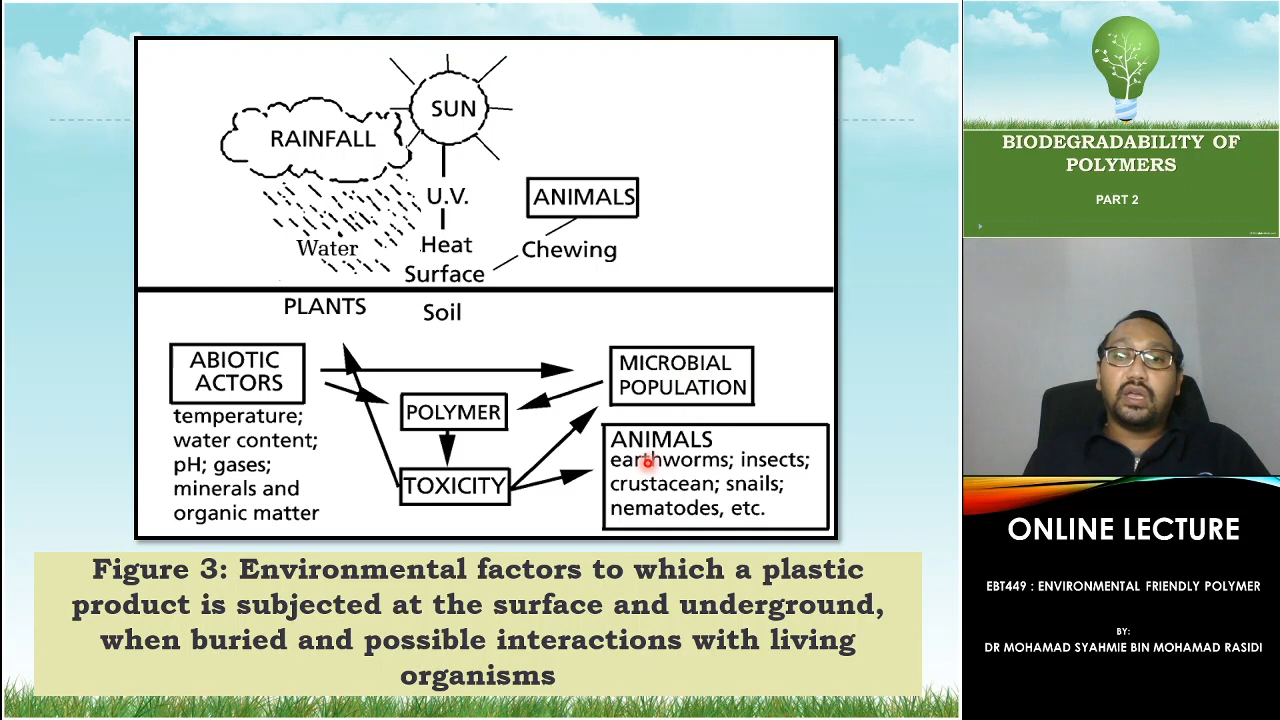 RAINFALL
SUN
U.V.
ANIMALS
Water
Heat
Chewing
Surface
PLANTS
Soil
ABIOTIC
ACTORS
temperature;
water content;
pH; gases;
minerals and
organic matter
POLYMER
TOXICITY
MICROBIAL
POPULATION
ANIMALS
earthworms; insects;
crustacean; snails;
nematodes, etc.
Figure 3: Environmental factors to which a plastic
product is subjected at the surface and underground,
when buried and possible interactions with living
organisms
BIODEGRADABILITY OF
POLYMERS
PART 2
ONLINE LECTURE
EBT449 : ENVIRONMENTAL FRIENDLY POLYMER
BY:
DR MOHAMAD SYAHMIE BIN MOHAMAD RASIDI